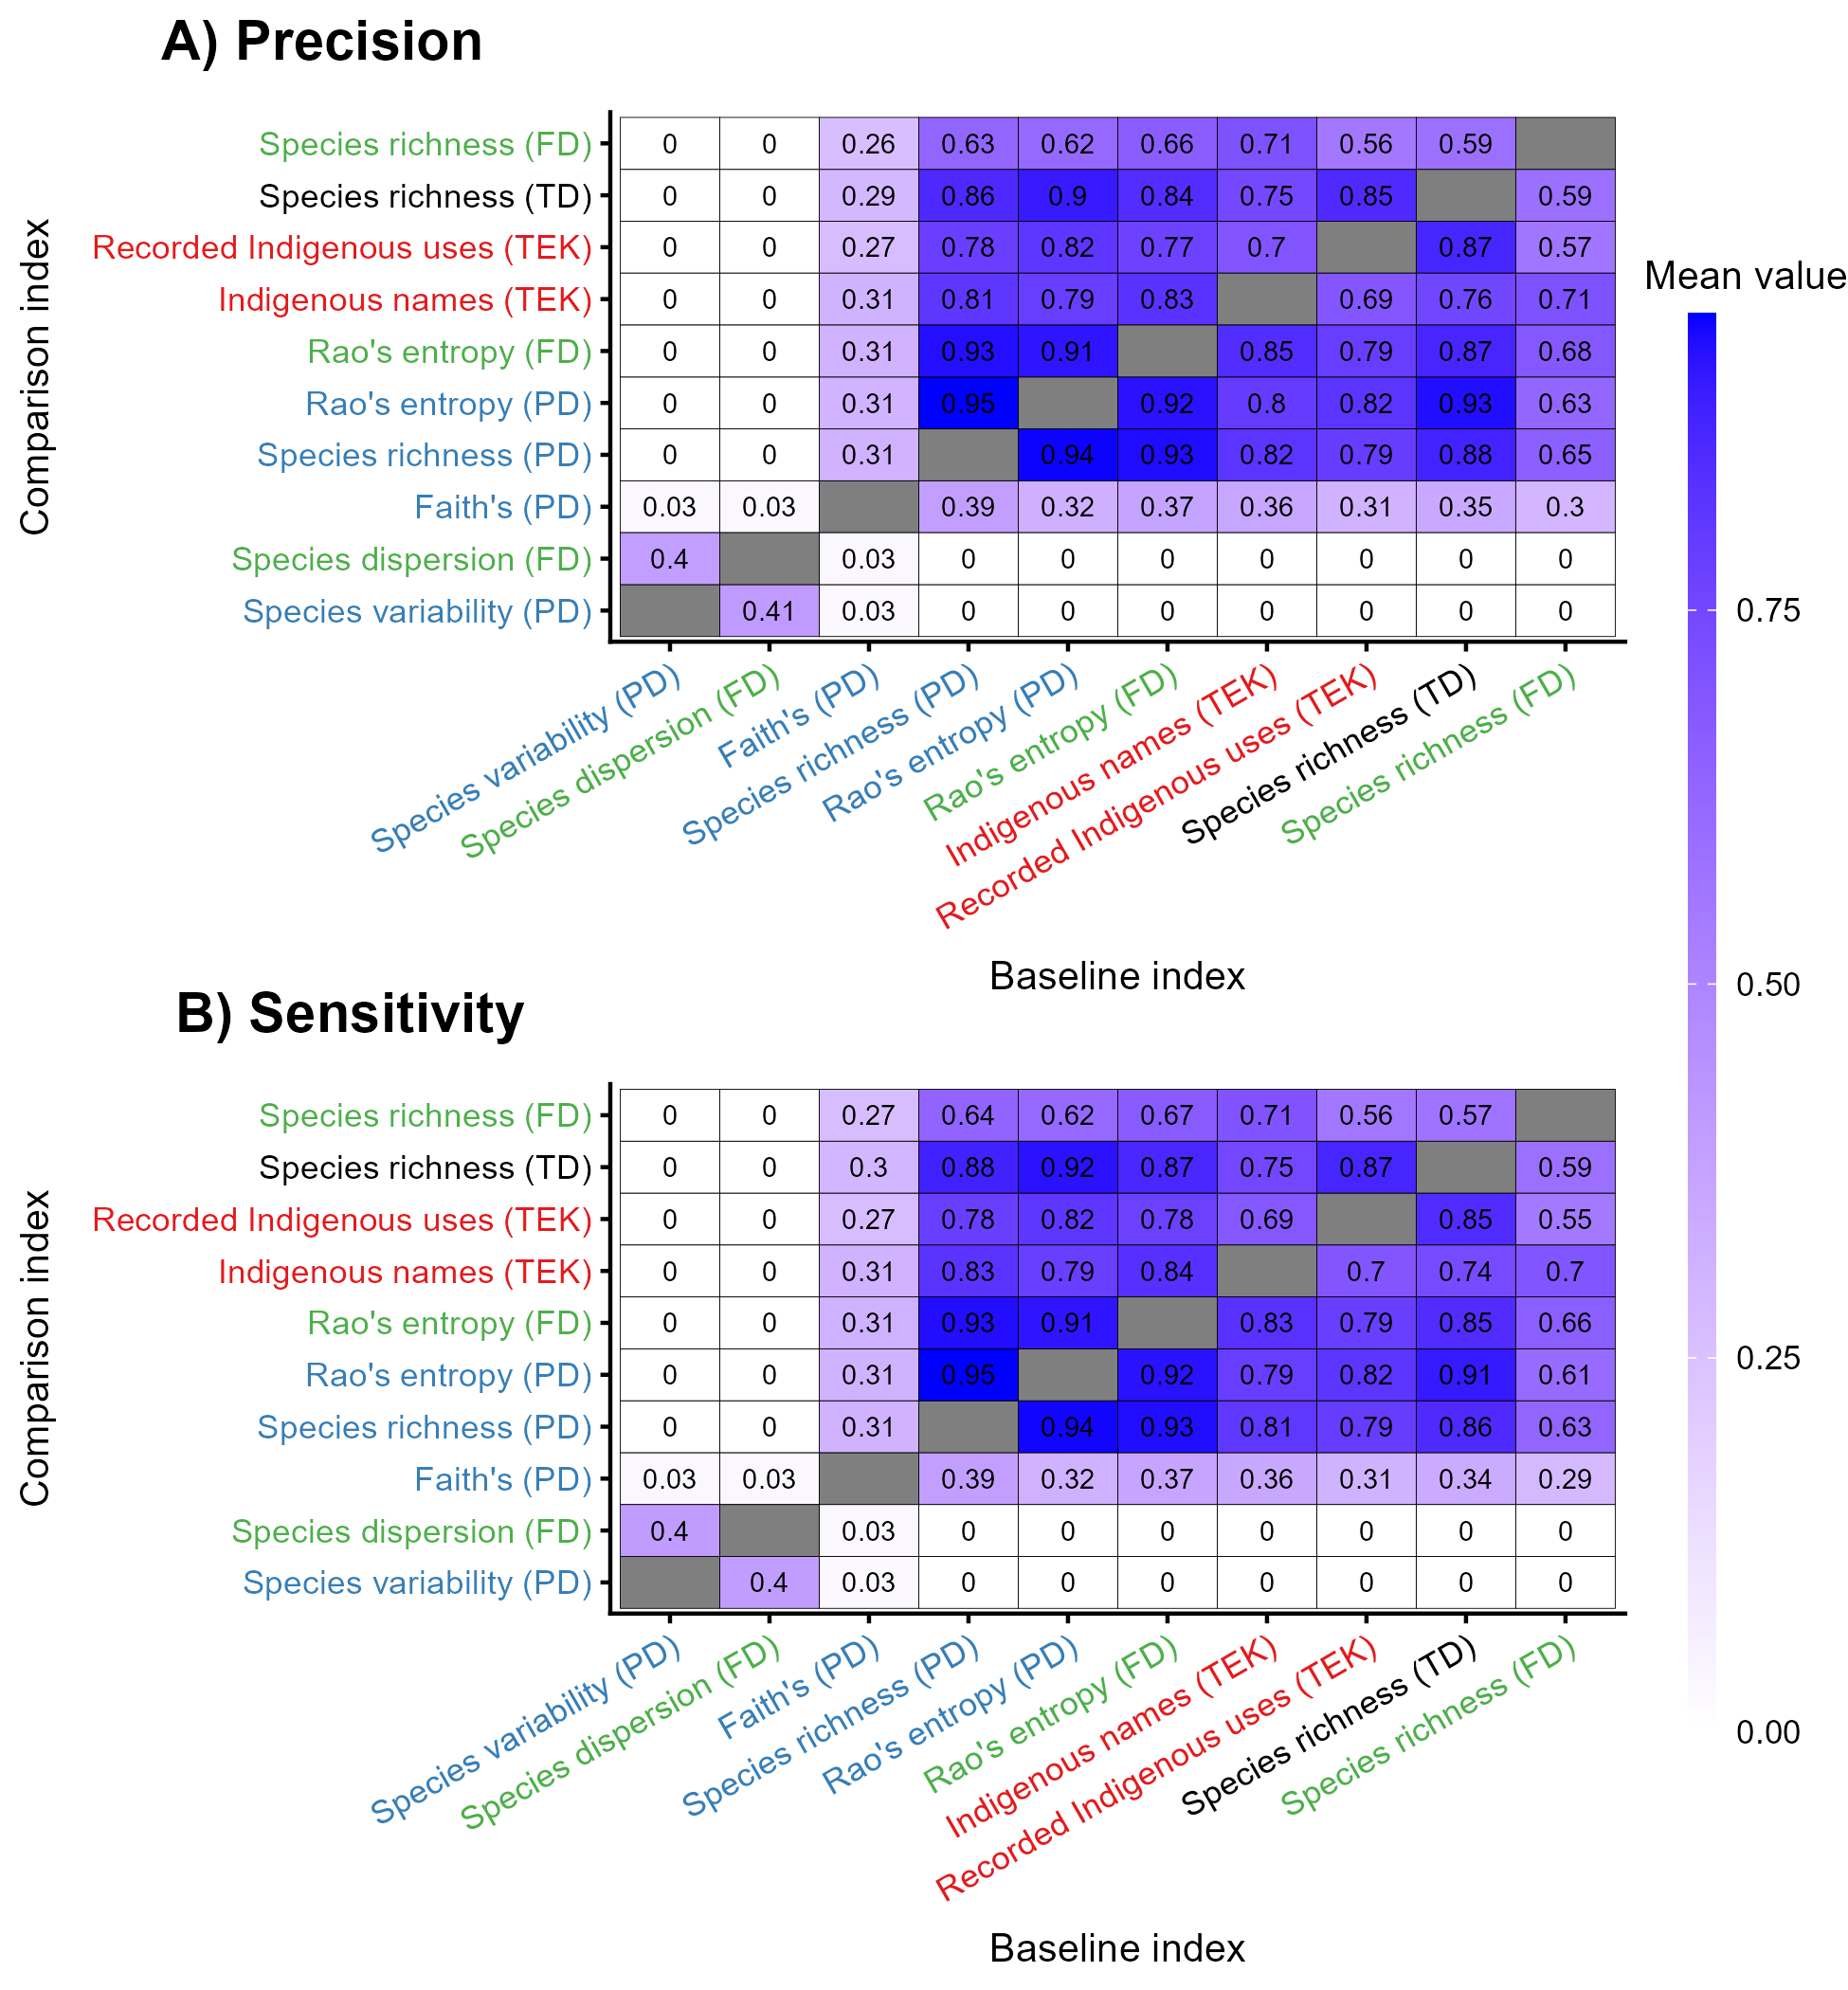 A) Precision
Comparison index
Species richness (FD) 0 0 0.26 0.63 0.62 0.66 0.71 0.56 0.59
Species richness (TD) 0 0 0.29 0.86 0.9 0.84 0.75 0.85 0.59
Recorded Indigenous uses (TEK) 0 0 0.27 0.78 0.82 0.77 0.7 0.87 0.57
Indigenous names (TEK) 0 0 0.31 0.81 0.79 0.83 0.69 0.76 0.71
Rao's entropy (FD) 0 0 0.31 0.93 0.91 0.85 0.79 0.87 0.68
Rao's entropy (PD) 0 0 0.31 0.95 0.92 0.8 0.82 0.93 0.63
Species richness (PD) 0 0 0.31 0.94 0.93 0.82 0.79 0.88 0.65
Faith's (PD) 0.03 0.03 0.39 0.32 0.37 0.36 0.31 0.35 0.3
Species dispersion (FD) 0.4 0.03 0 0 0 0 0 0 0
Species variability (PD) 0.41 0.03 0 0 0 0 0 0 0
Species variability (PD)
Species dispersion (FD)
Faith's (PD)
Species richness (PD)
Rao's entropy (PD)
Rao's entropy (FD)
Indigenous names (TEK)
Recorded Indigenous uses (TEK)
Species richness (TD)
Species richness (FD)
Baseline index
Mean value
0.75
0.50
0.25
0.00
B) Sensitivity
Comparison index
Species richness (FD) 0 0 0.27 0.64 0.62 0.67 0.71 0.56 0.57
Species richness (TD) 0 0 0.3 0.88 0.92 0.87 0.75 0.87 0.59
Recorded Indigenous uses (TEK) 0 0 0.27 0.78 0.82 0.78 0.69 0.85 0.55
Indigenous names (TEK) 0 0 0.31 0.83 0.79 0.84 0.7 0.74 0.7
Rao's entropy (FD) 0 0 0.31 0.93 0.91 0.83 0.79 0.85 0.66
Rao's entropy (PD) 0 0 0.31 0.95 0.92 0.79 0.82 0.91 0.61
Species richness (PD) 0 0 0.31 0.94 0.93 0.81 0.79 0.86 0.63
Faith's (PD) 0.03 0.03 0.39 0.32 0.37 0.36 0.31 0.34 0.29
Species dispersion (FD) 0.4 0.03 0 0 0 0 0 0 0
Species variability (PD) 0.4 0.03 0 0 0 0 0 0 0
Species variability (PD)
Species dispersion (FD)
Faith's (PD)
Species richness (PD)
Rao's entropy (PD)
Rao's entropy (FD)
Indigenous names (TEK)
Recorded Indigenous uses (TEK)
Species richness (TD)
Species richness (FD)
Baseline index